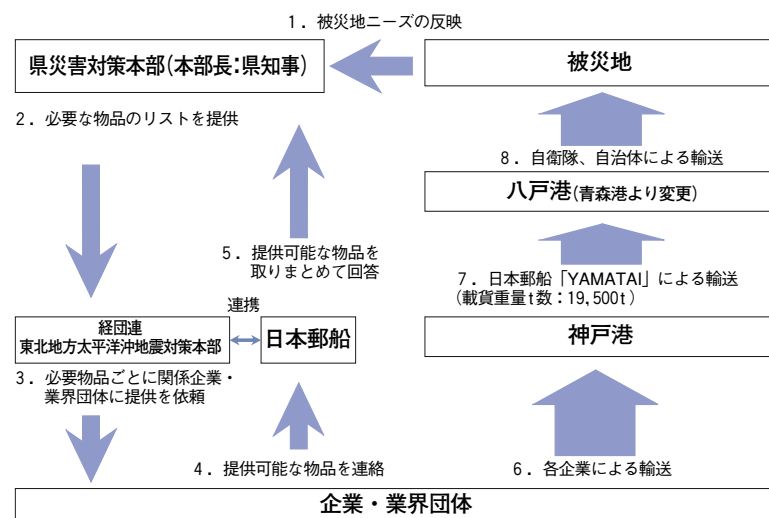 1．被災地ニーズの反映
県災害対策本部(本部長：県知事)
被災地
2．必要な物品のリストを提供
8．自衛隊、自治体による輸送
八戸港(青森港より変更)
5．提供可能な物品を
取りまとめて回答
7．日本郵船「YAMATAI」による輸送
(載貨重量t数：19,500t)
連携
経団連
東北地方太平洋沖地震対策本部
日本郵船
神戸港
3．必要物品ごとに関係企業・
業界団体に提供を依頼
4．提供可能な物品を連絡
6．各企業による輸送
企業・業界団体